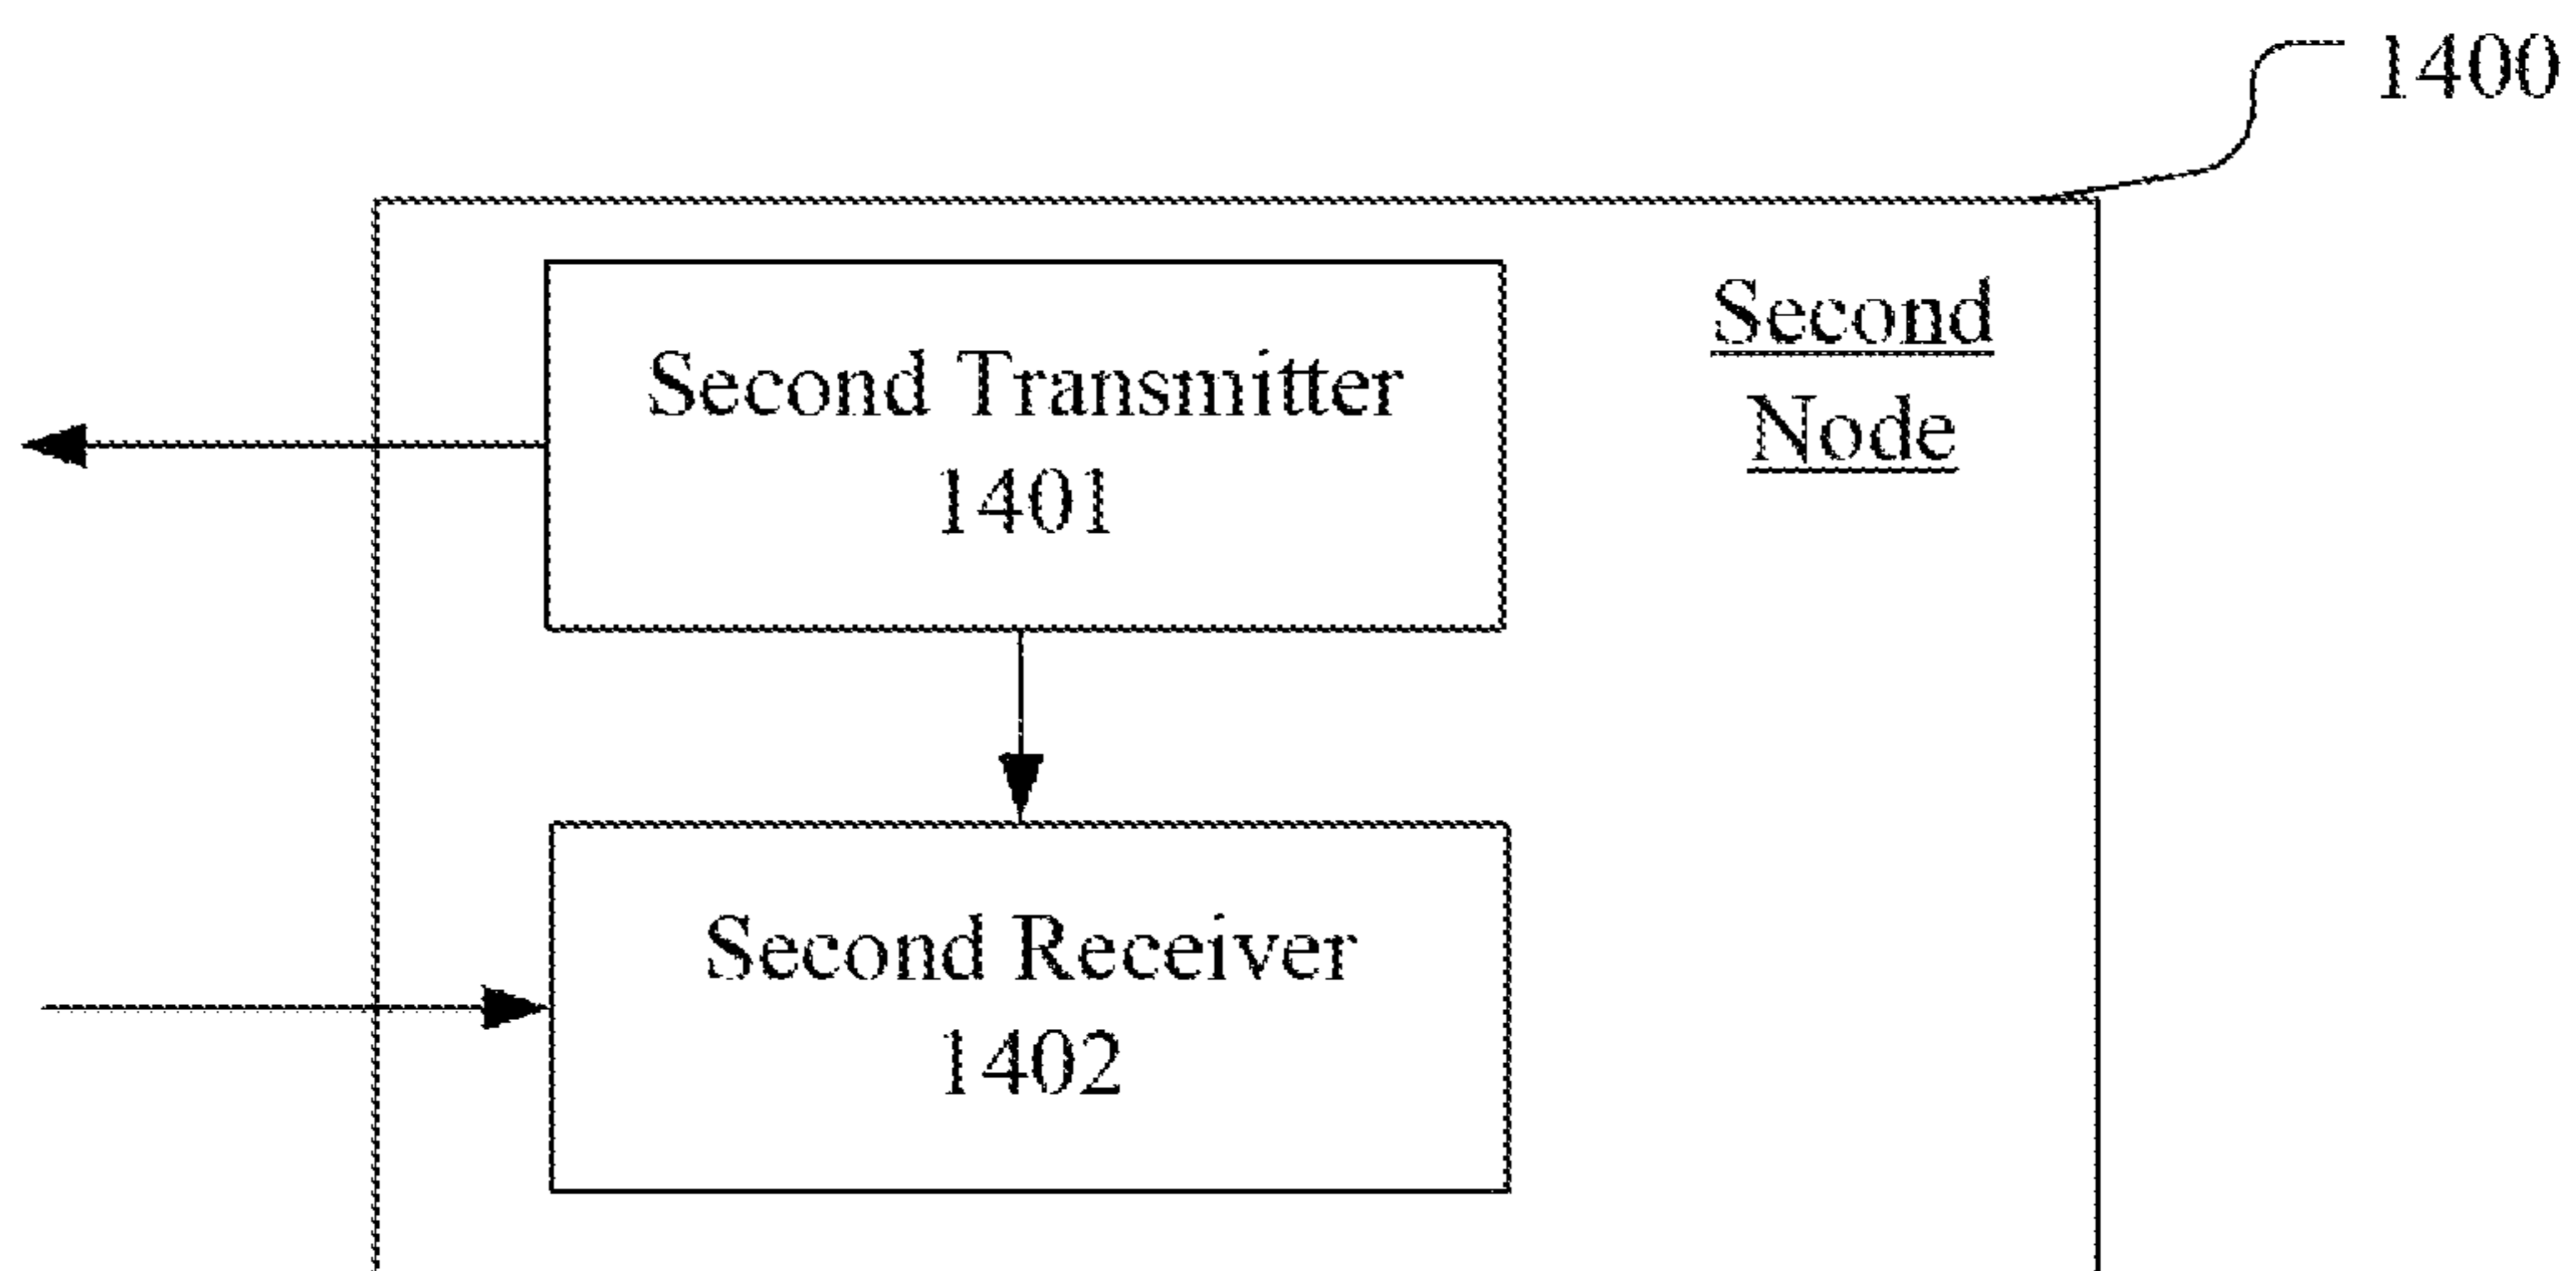 1400
Second
Node
Second Transmitter
1401
Second Receiver
1402